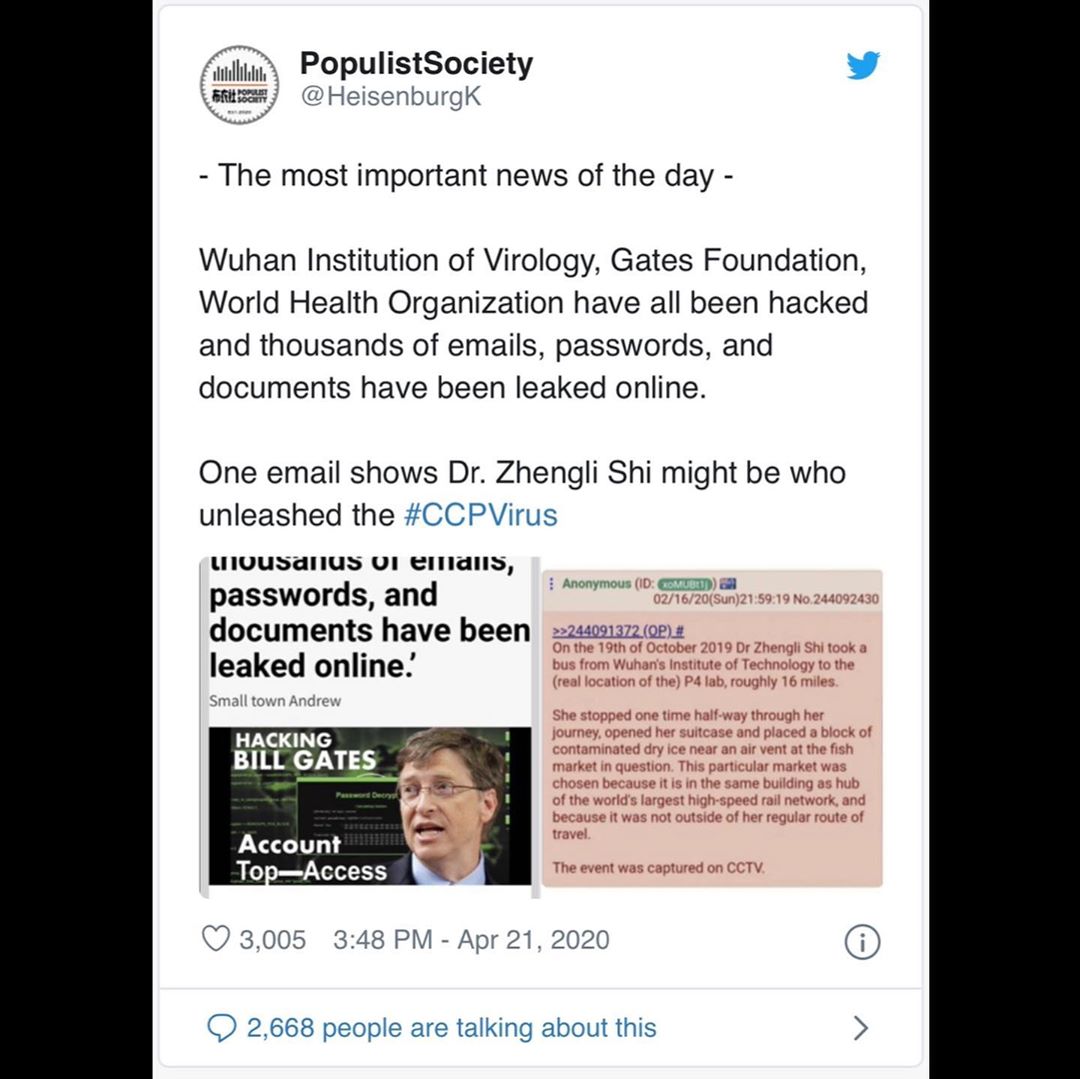 PopulistSociety
@HeisenburgK
POPULIST
SOCIETY
- The most important news of the day -
Wuhan Institution of Virology, Gates Foundation,
World Health Organization have all been hacked
and thousands of emails, passwords, and
documents have been leaked online.
One email shows Dr. Zhengli Shi might be who
unleashed the #CCPVirus
thousands of emails,
passwords, and
documents have been
leaked online.'
Small town Andrew
HACKING
BILL GATES
Password Decryp
Account
Top—Access
Anonymous (ID: xoMUBt1j)
02/16/20(Sun)21:59:19 No.244092430
>>244091372 (OP) #
On the 19th of October 2019 Dr Zhengli Shi took a
bus from Wuhan's Institute of Technology to the
(real location of the) P4 lab, roughly 16 miles.
She stopped one time half-way through her
journey, opened her suitcase and placed a block of
contaminated dry ice near an air vent at the fish
market in question. This particular market was
chosen because it is in the same building as hub
of the world's largest high-speed rail network, and
because it was not outside of her regular route of
travel.
The event was captured on CCTV.
3,005 3:48 PM - Apr 21, 2020
2,668 people are talking about this